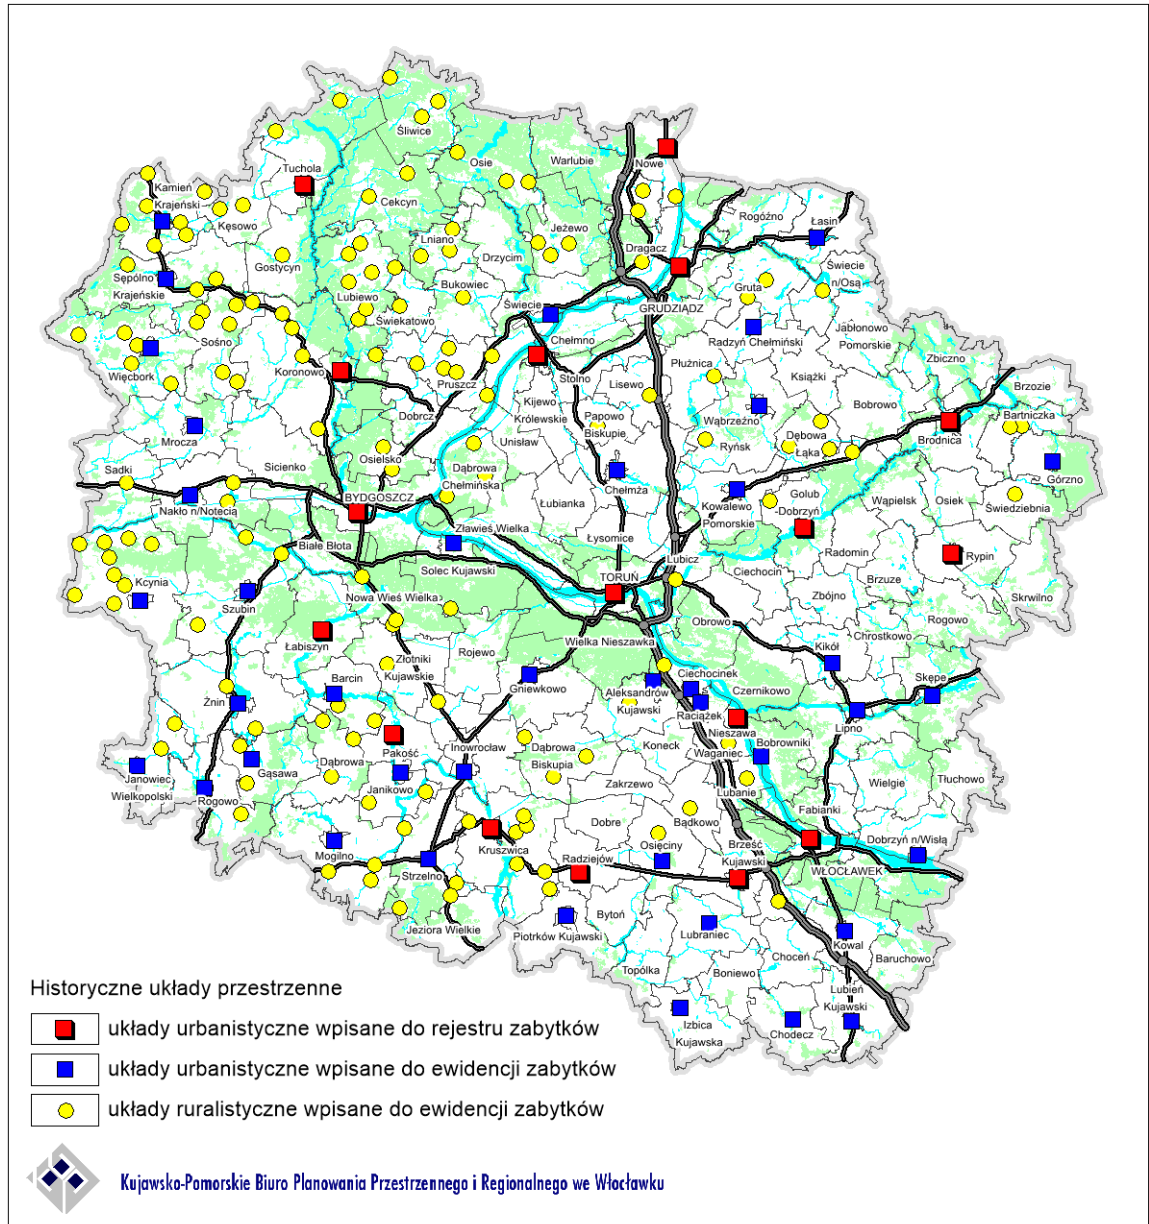 Śliwice
Osie
Warlubie
Nowe
Tuchola
Kamień
Krajeński
Kęsowo
Cekcyn
Rogóźno
Łasin
Lniano
Jeżewo
Drzycim
Dragacz
Gostycyn
Świecie
n/Osą
Sępólno
Krajeńskie
Lubiewo
Bukowiec
Gruta
Świecie
GRUDZIĄDZ
Świekatowo
Radzyń Chełmiński
Jabłonowo
Pomorskie
Sośno
Chełmno
Zbiczno
Więcbork
Koronowo
Pruszcz
Stolno
Lisewo
Płużnica
Książki
Brzozie
Kijewo
Królewskie
Papowo
Biskupie
Bobrowo
Bartniczka
Dobrcz
Wąbrzeźno
Mrocza
Unisław
Dębowa
Łąka
Brodnica
Ryńsk
Osielsko
Sicienko
Sadki
Dąbrowa
Chełmińska
Górzno
Chełmża
BYDGOSZCZ
Łubianka
Kowalewo
Pomorskie
Golub
-Dobrzyń
Wąpielsk
Osiek
Świedziebnia
Nakło n/Notecią
Zławieś Wielka
Łysomice
Białe Błota
Lubicz
Radomin
Rypin
Solec Kujawski
Ciechocin
Kcynia
TORUŃ
Brzuze
Zbójno
Skrwilno
Szubin
Nowa Wieś Wielka
Obrowo
Rogowo
Wielka Nieszawka
Chrostkowo
Łabiszyn
Rojewo
Kikół
Złotniki
Kujawskie
Ciechocinek
Skępe
Barcin
Gniewkowo
Aleksandrów
Kujawski
Czernikowo
Żnin
Raciążek
Lipno
Nieszawa
Pakość
Inowrocław
Dąbrowa
Biskupia
Koneck
Waganiec
Bobrowniki
Janowiec
Wielkopolski
Gąsawa
Dąbrowa
Tłuchowo
Rogowo
Janikowo
Zakrzewo
Lubanie
Wielgie
Fabianki
Dobre
Bądkowo
Mogilno
Kruszwica
Osięciny
Brześć
Kujawski
Dobrzyń n/Wisłą
Radziejów
Strzelno
WŁOCŁAWEK
Jeziora Wielkie
Bytoń
Piotrków Kujawski
Lubraniec
Kowal
Choceń
Baruchowo
Topólka
Boniewo
Lubień
Kujawski
Izbica
Kujawska
Chodecz
Historyczne układy przestrzenne
układy urbanistyczne wpisane do rejestru zabytków
układy urbanistyczne wpisane do ewidencji zabytków
układy ruralistyczne wpisane do ewidencji zabytków
Kujawsko-Pomorskie Biuro Planowania Przestrzennego i Regionalnego we Włocławku